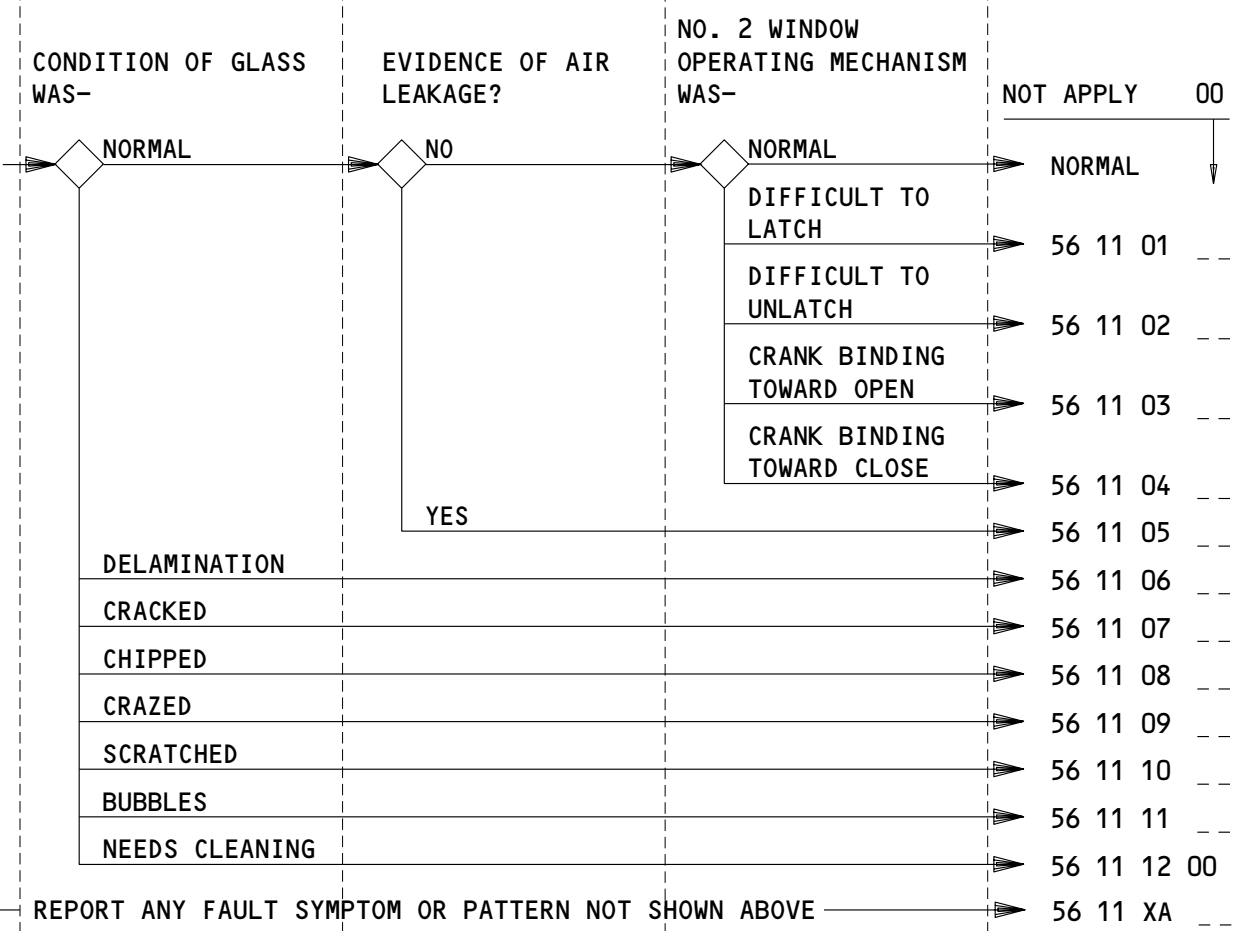 CONDITION OF GLASS
WAS–
EVIDENCE OF AIR
LEAKAGE?
NO. 2 WINDOW
OPERATING MECHANISM
WAS–
NOT APPLY 00
NORMAL
NO
NORMAL
NORMAL
DIFFICULT TO
LATCH
56 11 01 _ _
DIFFICULT TO
UNLATCH
56 11 02 _ _
CRANK BINDING
TOWARD OPEN
56 11 03 _ _
CRANK BINDING
TOWARD CLOSE
56 11 04 _ _
YES
56 11 05 _ _
DELAMINATION
56 11 06 _ _
CRACKED
56 11 07 _ _
CHIPPED
56 11 08 _ _
CRAZED
56 11 09 _ _
SCRATCHED
56 11 10 _ _
BUBBLES
56 11 11 _ _
NEEDS CLEANING
56 11 12 00
REPORT ANY FAULT SYMPTOM OR PATTERN NOT SHOWN ABOVE
56 11 XA _ _